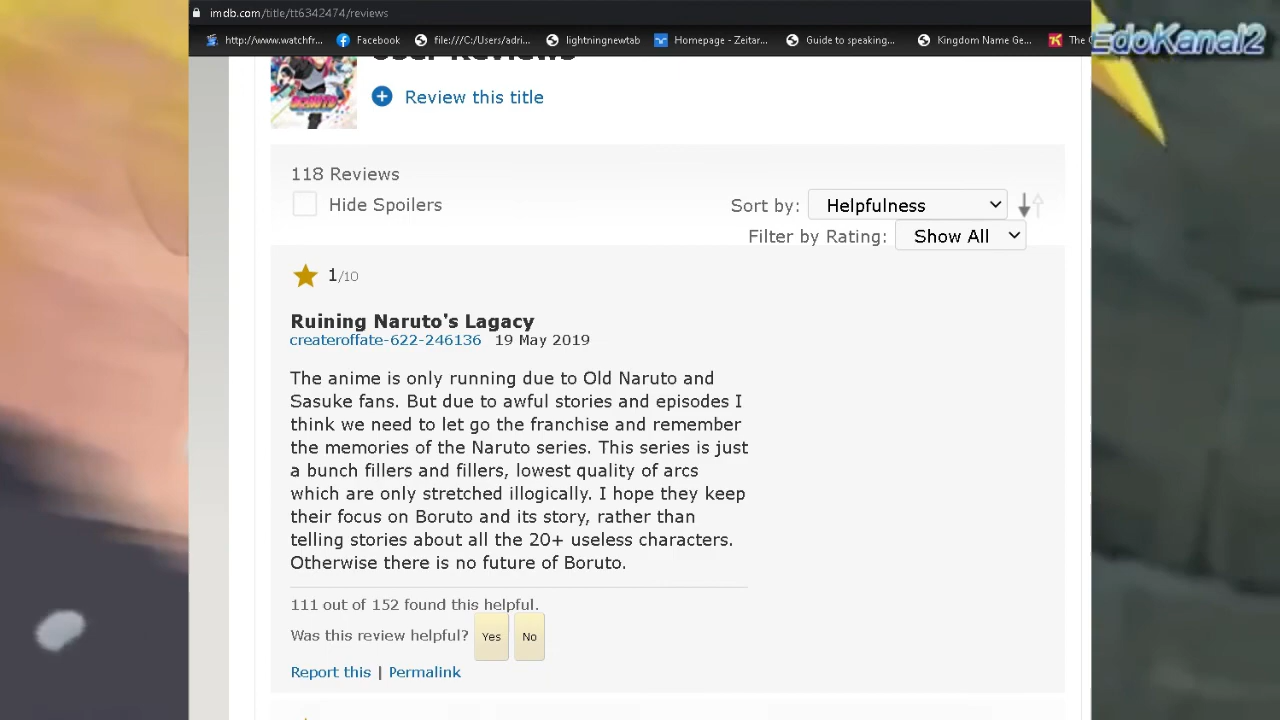 imdb.com/title/tt6342474/reviews
http://www.watchfr... Facebook file:///C:/Users/adri... lightningnewtab Homepage - Zeitar... Guide to speaking... Kingdom Name Ge... The
EdoKanal2
User Reviews
BORUTO
Review this title
118 Reviews
Hide Spoilers
Sort by: Helpfulness
Filter by Rating: Show All
1/10
Ruining Naruto's Lagacy
createroffate-622-246136 19 May 2019
The anime is only running due to Old Naruto and
Sasuke fans. But due to awful stories and episodes I
think we need to let go the franchise and remember
the memories of the Naruto series. This series is just
a bunch fillers and fillers, lowest quality of arcs
which are only stretched illogically. I hope they keep
their focus on Boruto and its story, rather than
telling stories about all the 20+ useless characters.
Otherwise there is no future of Boruto.
111 out of 152 found this helpful.
Was this review helpful? Yes No
Report this | Permalink